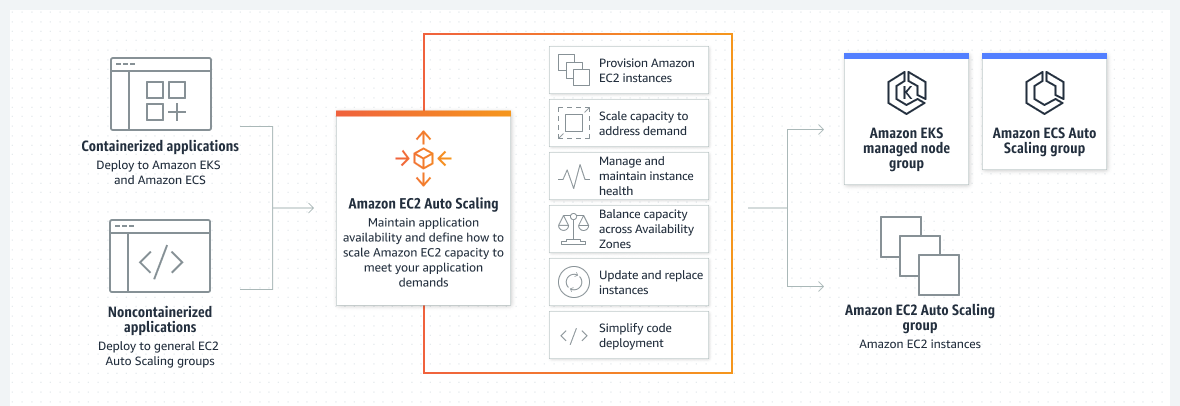 Containerized applications
Deploy to Amazon EKS
and Amazon ECS
Noncontainerized
applications
Deploy to general EC2
Auto Scaling groups
Amazon EC2 Auto Scaling
Maintain application
availability and define how to
scale Amazon EC2 capacity to
meet your application
demands
Provision Amazon
EC2 instances
Scale capacity to
address demand
Manage and
maintain instance
health
Balance capacity
across Availability
Zones
Update and replace
instances
Simplify code
deployment
K
Amazon EKS
managed node
group
Amazon ECS Auto
Scaling group
Amazon EC2 Auto Scaling
group
Amazon EC2 instances